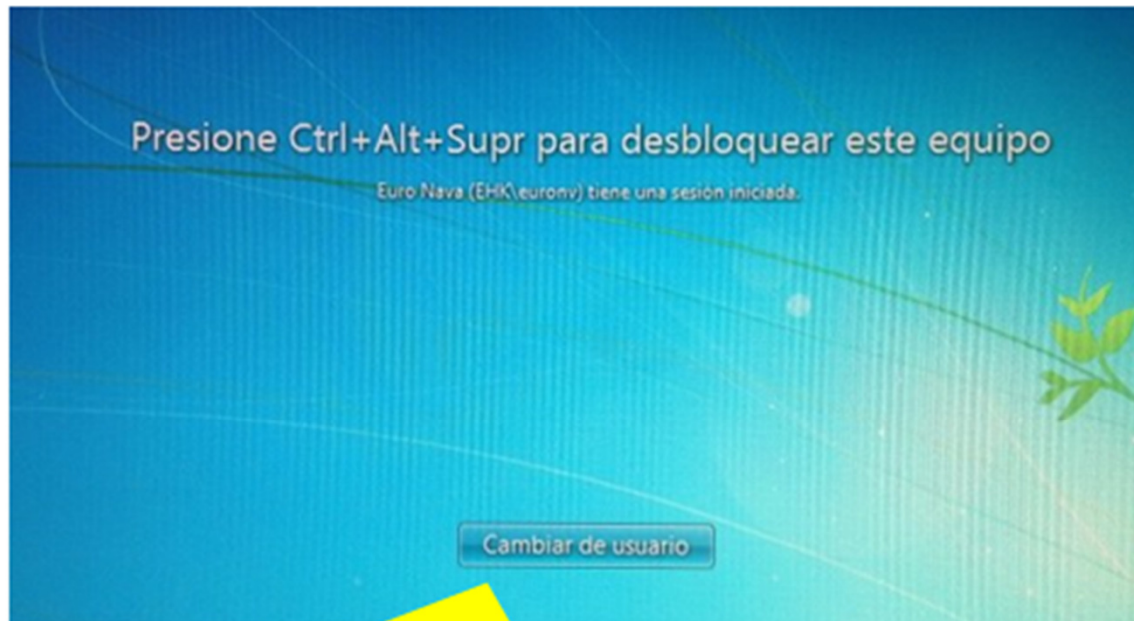 Presione Ctrl+Alt+Supr para desbloquear este equipo
Euro Nava (EHK\euronv) tiene una sesión iniciada.
Cambiar de usuario